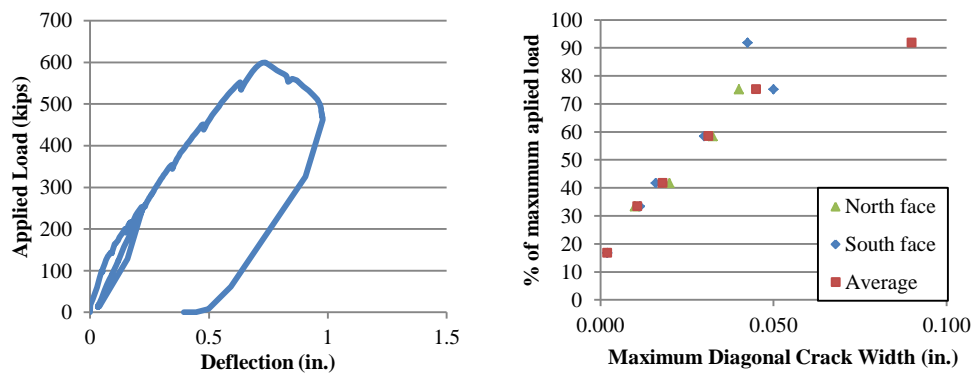 Applied Load (kips)
700
600
500
400
300
200
100
0
0 0.5 1 1.5
Deflection (in.)
% of maxumum aplied load
100
90
80
70
60
50
40
30
20
10
0
North face
South face
Average
0.000 0.050 0.100
Maximum Diagonal Crack Width (in.)